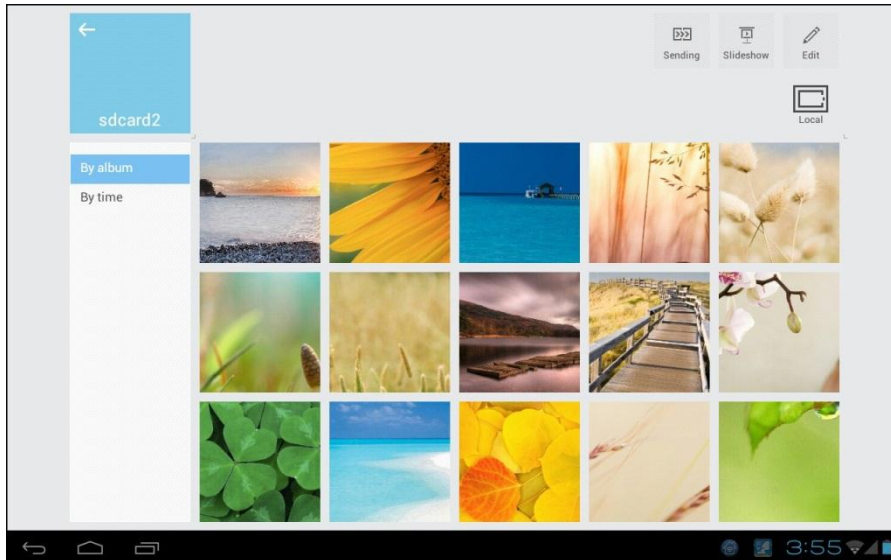 Sending
Slideshow
Edit
sdcard2
Local
By album
By time
3:55